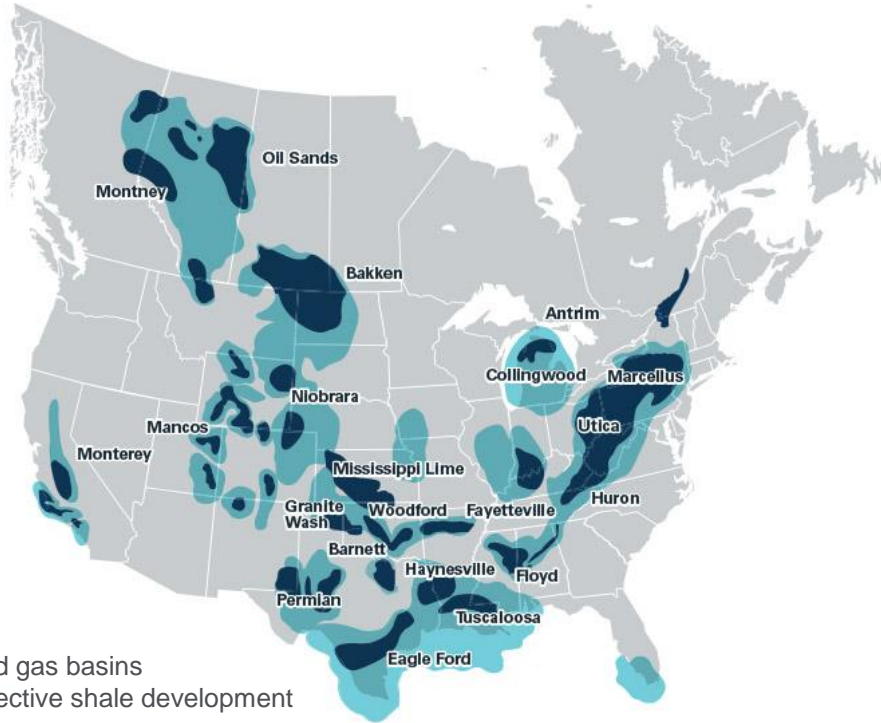 Oil Sands
Montney
Bakken
Antrim
Collingwood
Marcellus
Niobrara
Mancos
Utica
Monterey
Mississippi Lime
Huron
Granite
Wash
Woodford
Fayetteville
Barnett
Haynesville
Floyd
Permian
Tuscaloosa
Eagle Ford
gas basins
shale development